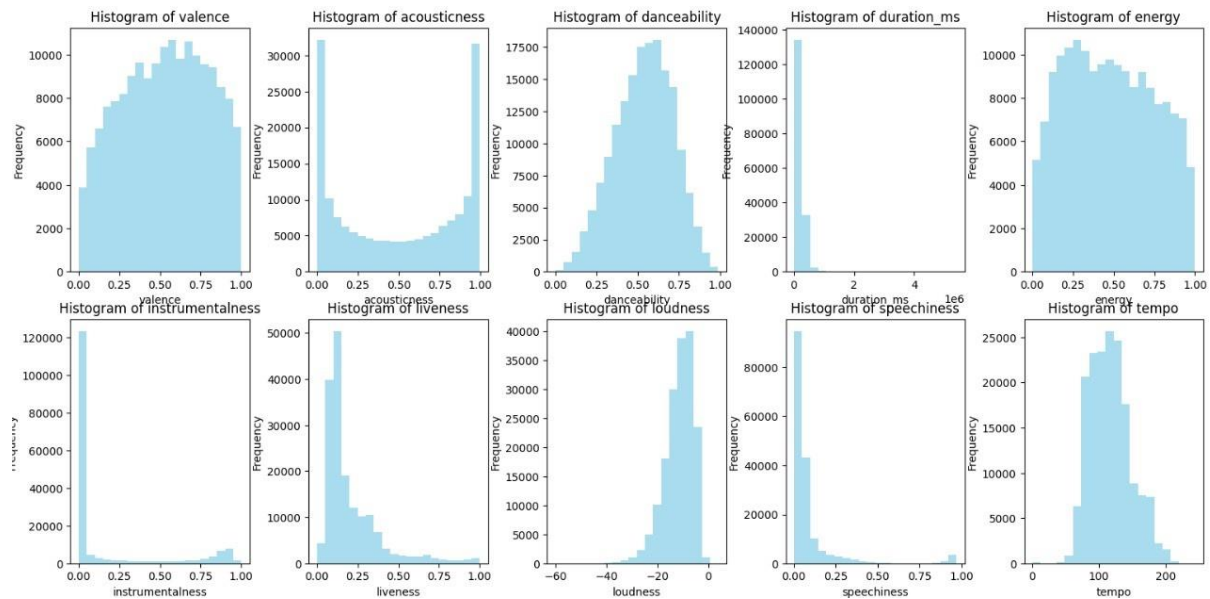 Histogram of valence
Frequency
10000
8000
6000
4000
2000
0
0.00 0.25 0.50 0.75 1.00
valence
Histogram of acousticness
Frequency
30000
25000
20000
15000
10000
5000
0
0.00 0.25 0.50 0.75 1.00
acousticness
Histogram of danceability
Frequency
17500
15000
12500
10000
7500
5000
2500
0
0.00 0.25 0.50 0.75 1.00
danceability
Histogram of duration_ms
Frequency
140000
120000
100000
80000
60000
40000
20000
0
0 2 4
1e6
duration_ms
Histogram of energy
Frequency
10000
8000
6000
4000
2000
0
0.00 0.25 0.50 0.75 1.00
energy
Histogram of instrumentalness
Frequency
120000
100000
80000
60000
40000
20000
0
0.00 0.25 0.50 0.75 1.00
instrumentalness
Histogram of liveness
Frequency
50000
40000
30000
20000
10000
0
0.00 0.25 0.50 0.75 1.00
liveness
Histogram of loudness
Frequency
40000
35000
30000
25000
20000
15000
10000
5000
0
−60 −40 −20 0
loudness
Histogram of speechiness
Frequency
80000
60000
40000
20000
0
0.00 0.25 0.50 0.75 1.00
speechiness
Histogram of tempo
Frequency
25000
20000
15000
10000
5000
0
0 100 200
tempo